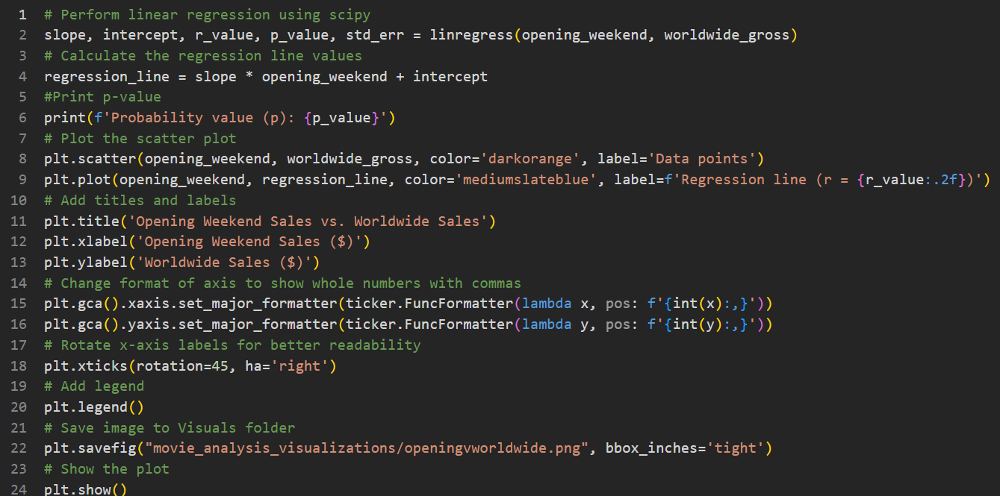 1 # Perform linear regression using scipy
2 slope, intercept, r_value, p_value, std_err = linregress(opening_weekend, worldwide_gross)
3 # Calculate the regression line values
4 regression_line = slope * opening_weekend + intercept
5 #Print p-value
6 print(f'Probability value (p): {p_value}')
7 # Plot the scatter plot
8 plt.scatter(opening_weekend, worldwide_gross, color='darkorange', label='Data points')
9 plt.plot(opening_weekend, regression_line, color='mediumslateblue', label=f'Regression line (r = {r_value:.2f})')
10 # Add titles and labels
11 plt.title('Opening Weekend Sales vs. Worldwide Sales')
12 plt.xlabel('Opening Weekend Sales ($)')
13 plt.ylabel('Worldwide Sales ($)')
14 # Change format of axis to show whole numbers with commas
15 plt.gca().xaxis.set_major_formatter(ticker.FuncFormatter(lambda x, pos: f'{int(x):,}'))
16 plt.gca().yaxis.set_major_formatter(ticker.FuncFormatter(lambda y, pos: f'{int(y):,}'))
17 # Rotate x-axis labels for better readability
18 plt.xticks(rotation=45, ha='right')
19 # Add legend
20 plt.legend()
21 # Save image to Visuals folder
22 plt.savefig("movie_analysis_visualizations/openingvworldwide.png", bbox_inches='tight')
23 # Show the plot
24 plt.show()